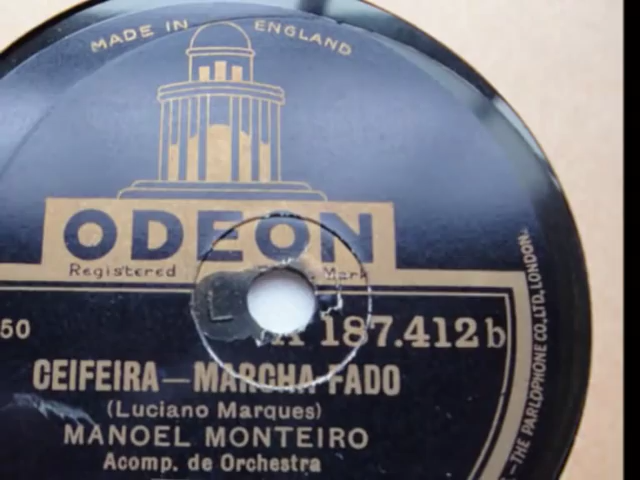 MADE IN ENGLAND
ODEON
Registered Mark
50
A 187.412b
CEIFEIRA—MARCHA FADO
(Luciano Marques)
MANOEL MONTEIRO
Acomp. de Orchestra
THE PARLOPHONE CO., LTD, LONDON.